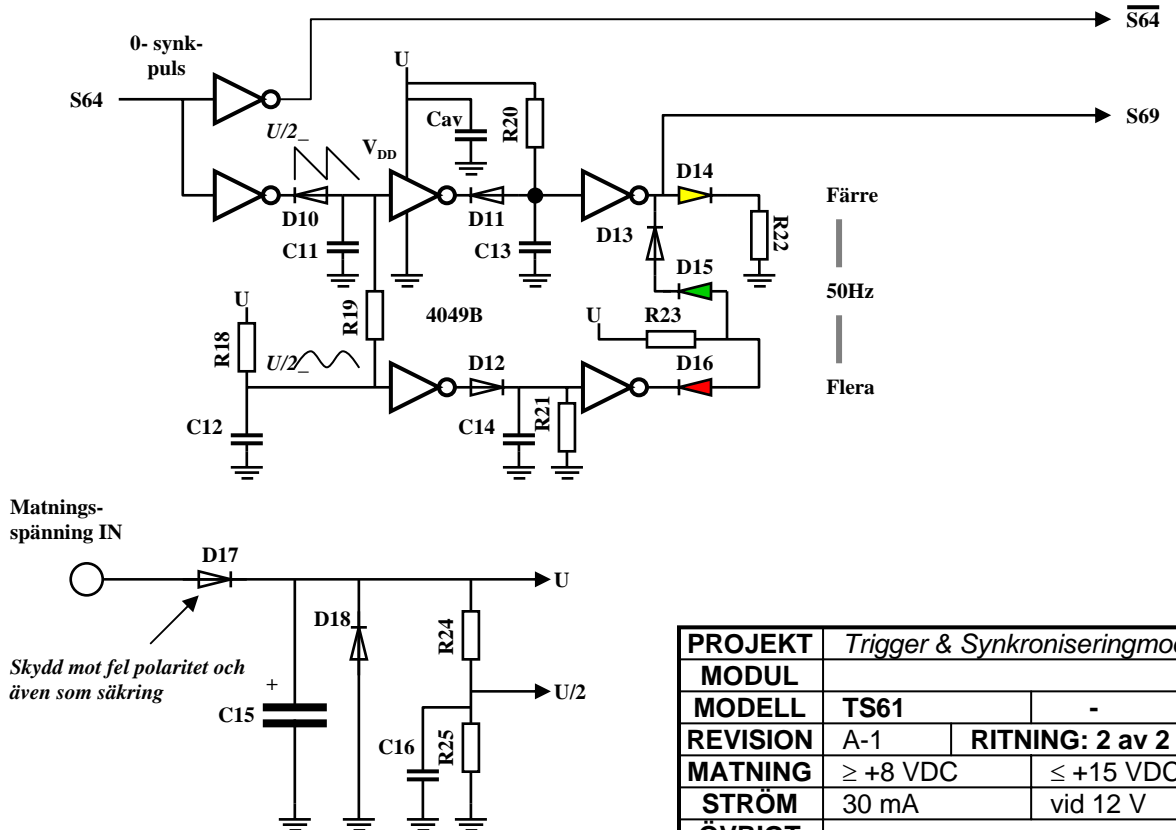 S64
0- synk-
puls
S64
U
S69
U/2_
Cav
R20
VDD
D14
D10
D11
D13
R22
C11
C13
D15
Färre
50Hz
Flera
U
R18
R19
4049B
U
R23
U/2_
D12
D16
C12
C14
R21
Matnings-
spänning IN
D17
U
D18
R24
Skydd mot fel polaritet och
även som säkring
+
C15
U/2
C16
R25
PROJEKT Trigger & Synkroniseringmod
MODUL
MODELL TS61 -
REVISION A-1 RITNING: 2 av 2
MATNING ≥ +8 VDC ≤ +15 VDC
STRÖM 30 mA vid 12 V
ÖVRIGT